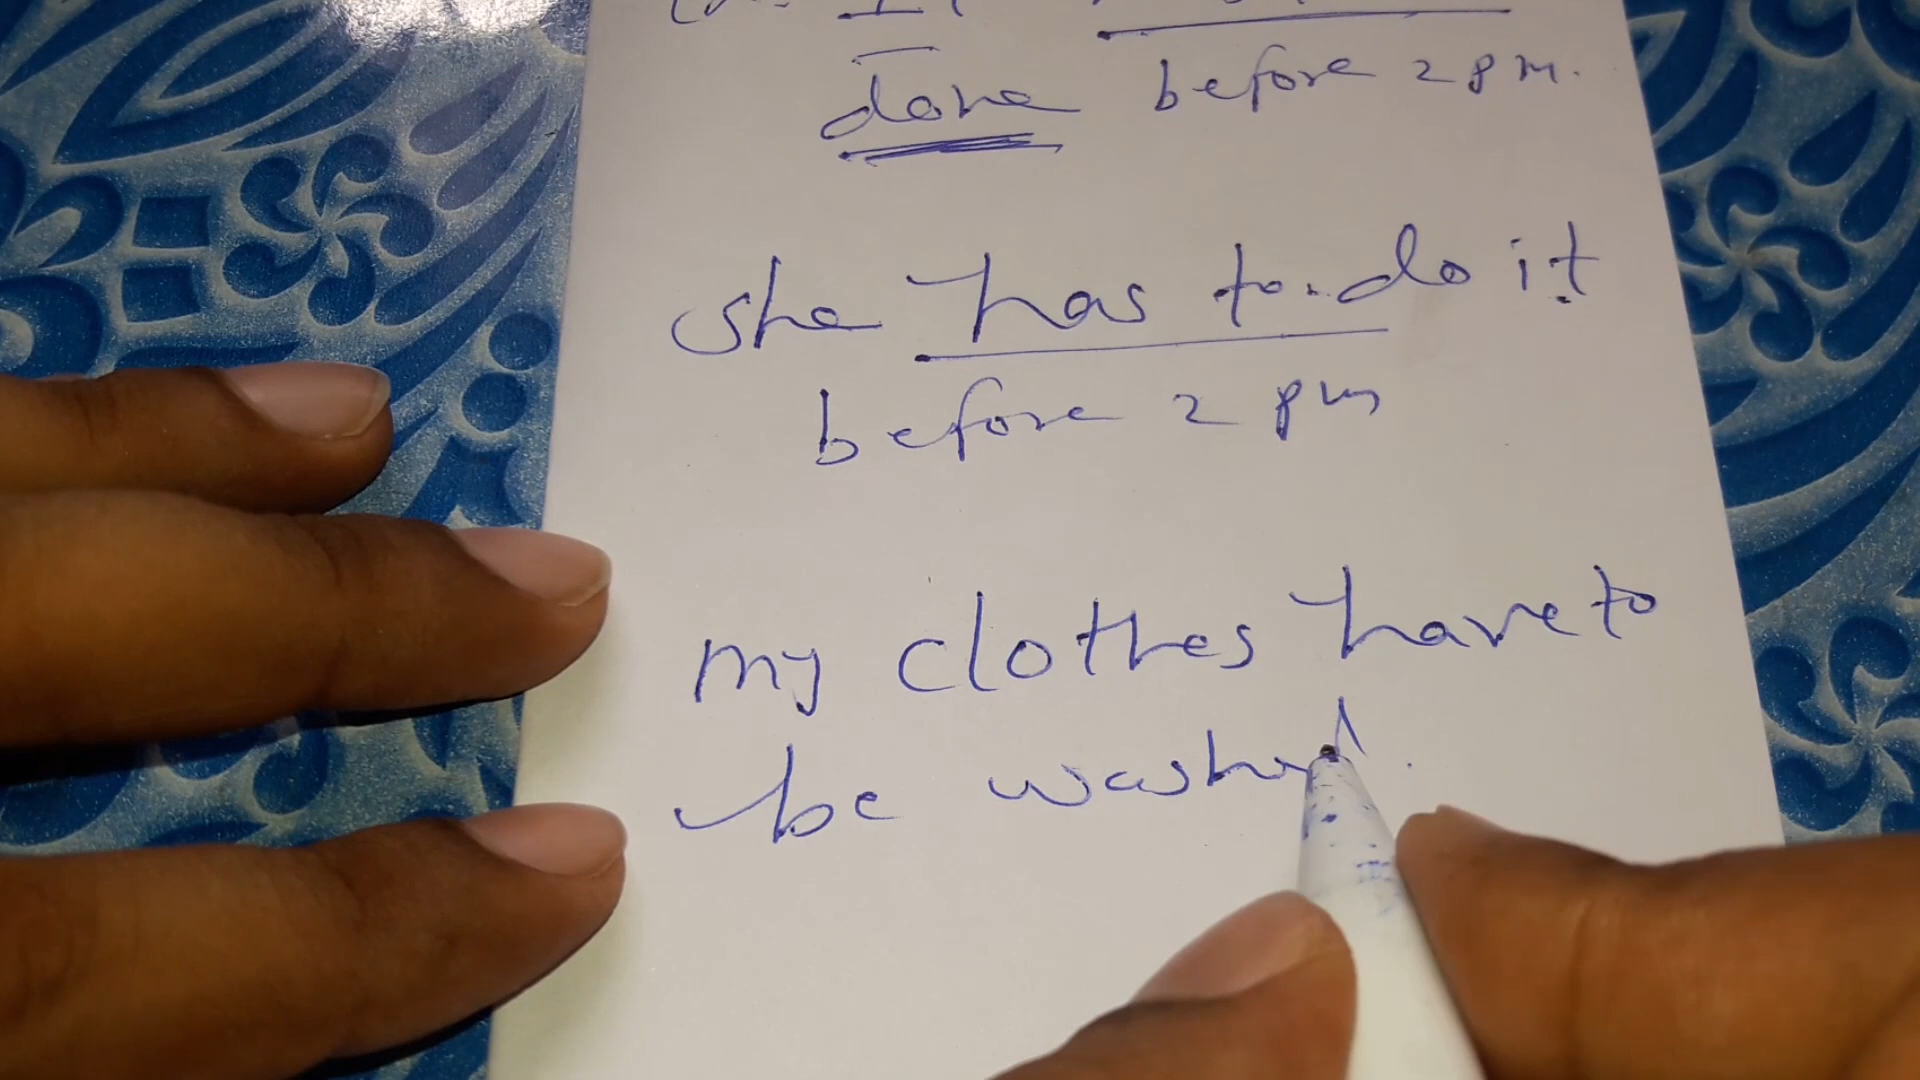 done before 2 pm.
she has to do it
before 2 pm
my clothes have to
be washed.